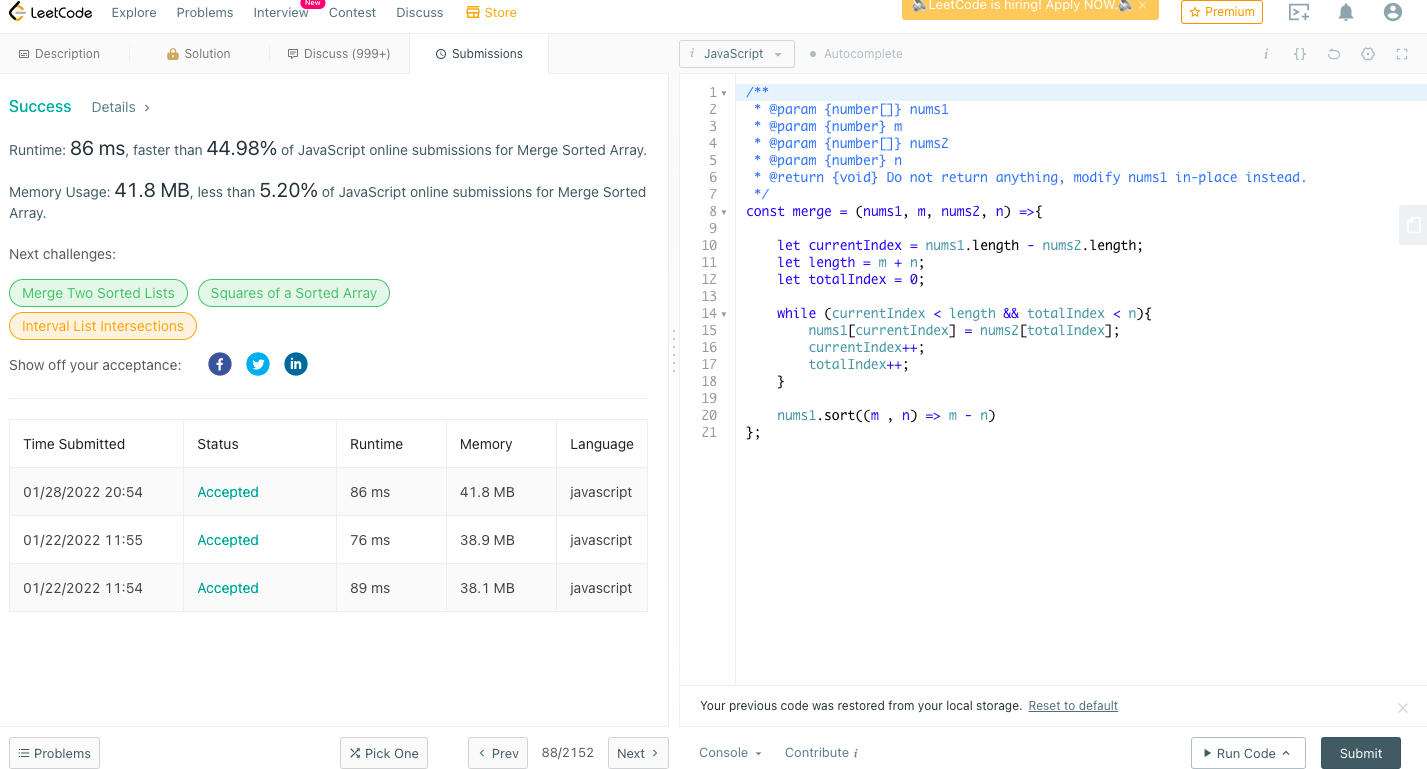 LeetCode Explore Problems Interview New Contest Discuss Store LeetCode is hiring! Apply NOW. × Premium
Description Solution Discuss (999+) Submissions
Success Details ›
Runtime: 86 ms, faster than 44.98% of JavaScript online submissions for Merge Sorted Array.
Memory Usage: 41.8 MB, less than 5.20% of JavaScript online submissions for Merge Sorted
Array.
Next challenges:
Merge Two Sorted Lists Squares of a Sorted Array
Interval List Intersections
Show off your acceptance:
Time Submitted Status Runtime Memory Language
01/28/2022 20:54 Accepted 86 ms 41.8 MB javascript
01/22/2022 11:55 Accepted 76 ms 38.9 MB javascript
01/22/2022 11:54 Accepted 89 ms 38.1 MB javascript
Problems Pick One ‹ Prev 88/2152 Next ›
i JavaScript Autocomplete i {}
1 /**
2 * @param {number[]} nums1
3 * @param {number} m
4 * @param {number[]} nums2
5 * @param {number} n
6 * @return {void} Do not return anything, modify nums1 in-place instead.
7 */
8 const merge = (nums1, m, nums2, n) =>{
9
10 let currentIndex = nums1.length - nums2.length;
11 let length = m + n;
12 let totalIndex = 0;
13
14 while (currentIndex < length && totalIndex < n){
15 nums1[currentIndex] = nums2[totalIndex];
16 currentIndex++;
17 totalIndex++;
18 }
19
20 nums1.sort((m , n) => m - n)
21 };
Your previous code was restored from your local storage. Reset to default
Console Contribute i Run Code Submit